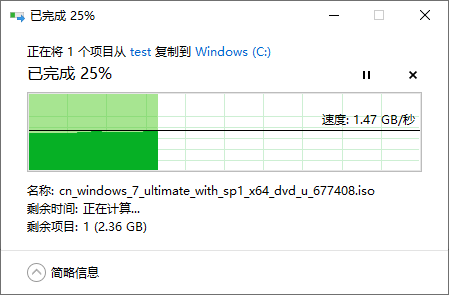 已完成 25%
正在将 1 个项目从 test 复制到 Windows (C:)
已完成 25%
速度: 1.47 GB/秒
名称: cn_windows_7_ultimate_with_sp1_x64_dvd_u_677408.iso
剩余时间: 正在计算...
剩余项目: 1 (2.36 GB)
简略信息